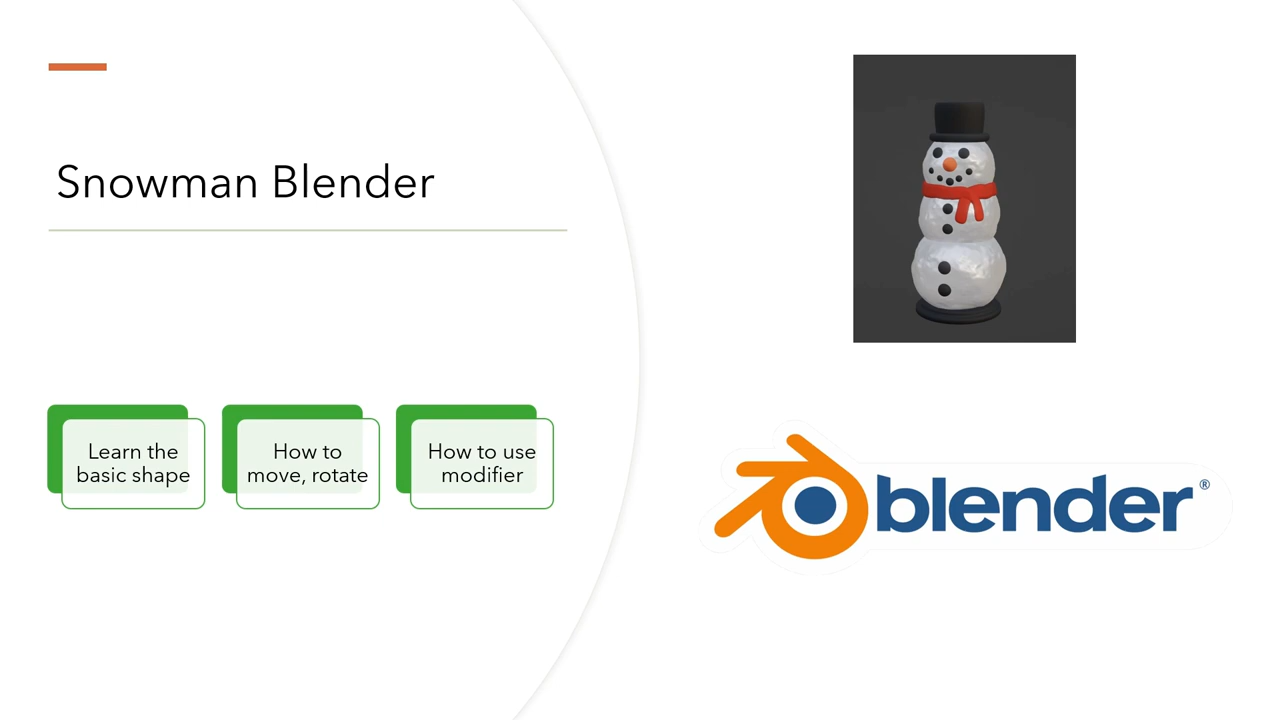 Snowman Blender
Learn the
basic shape
How to
move, rotate
How to use
modifier
blender®